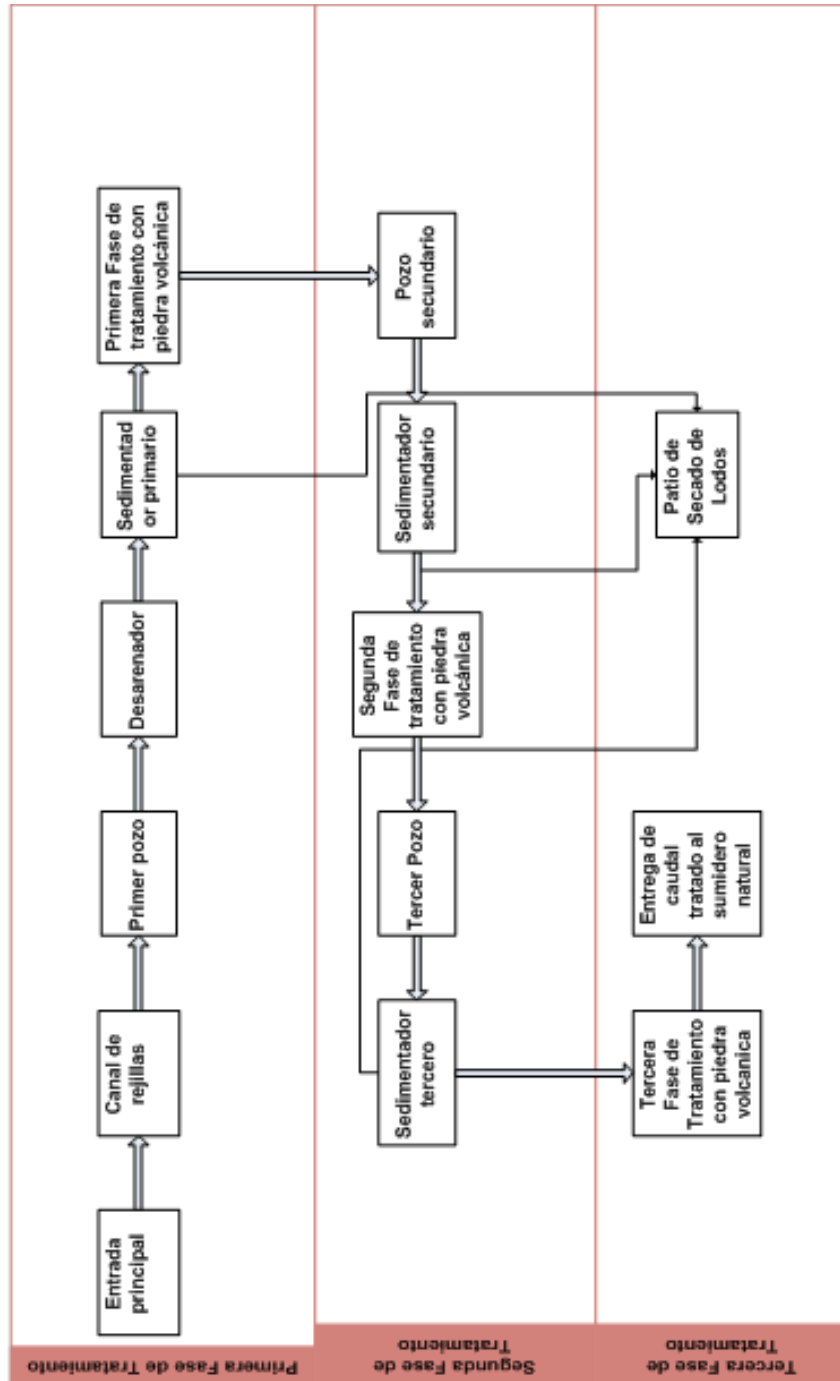 Primera Fase de Tratamiento
Entrada
principal
Canal de
rejillas
Primer pozo
Desarenador
Sedimentad
or primario
Primera Fase de
tratamiento con
piedra volcánica
Segunda Fase de
Tratamiento
Pozo
secundario
Sedimentador
secundario
Segunda
Fase de
tratamiento
con piedra
volcánica
Tercer Pozo
Sedimentador
tercero
Tercera Fase de
Tratamiento
Tercera
Fase de
Tratamiento
con piedra
volcanica
Entrega de
caudal
tratado al
sumidero
natural
Patio de
Secado de
Lodos